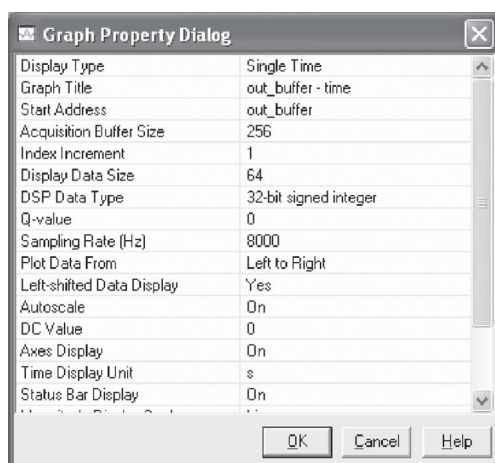 Graph Property Dialog
Display Type Single Time
Graph Title out_buffer - time
Start Address out_buffer
Acquisition Buffer Size 256
Index Increment 1
Display Data Size 64
DSP Data Type 32-bit signed integer
Q-value 0
Sampling Rate (Hz) 8000
Plot Data From Left to Right
Left-shifted Data Display Yes
Autoscale On
DC Value 0
Axes Display On
Time Display Unit s
Status Bar Display On
OK Cancel Help